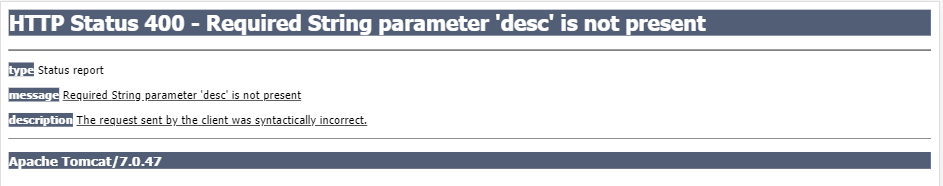 HTTP Status 400 - Required String parameter 'desc' is not present
type Status report
message Required String parameter 'desc' is not present
description The request sent by the client was syntactically incorrect.
Apache Tomcat/7.0.47